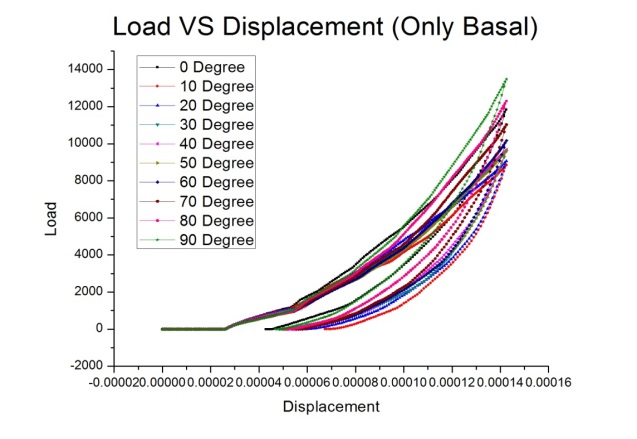 Load VS Displacement (Only Basal)
14000
12000
10000
8000
6000
4000
2000
0
-2000
Load
0 Degree
10 Degree
20 Degree
30 Degree
40 Degree
50 Degree
60 Degree
70 Degree
80 Degree
90 Degree
-0.00002 0.00000 0.00002 0.00004 0.00006 0.00008 0.00010 0.00012 0.00014 0.00016
Displacement